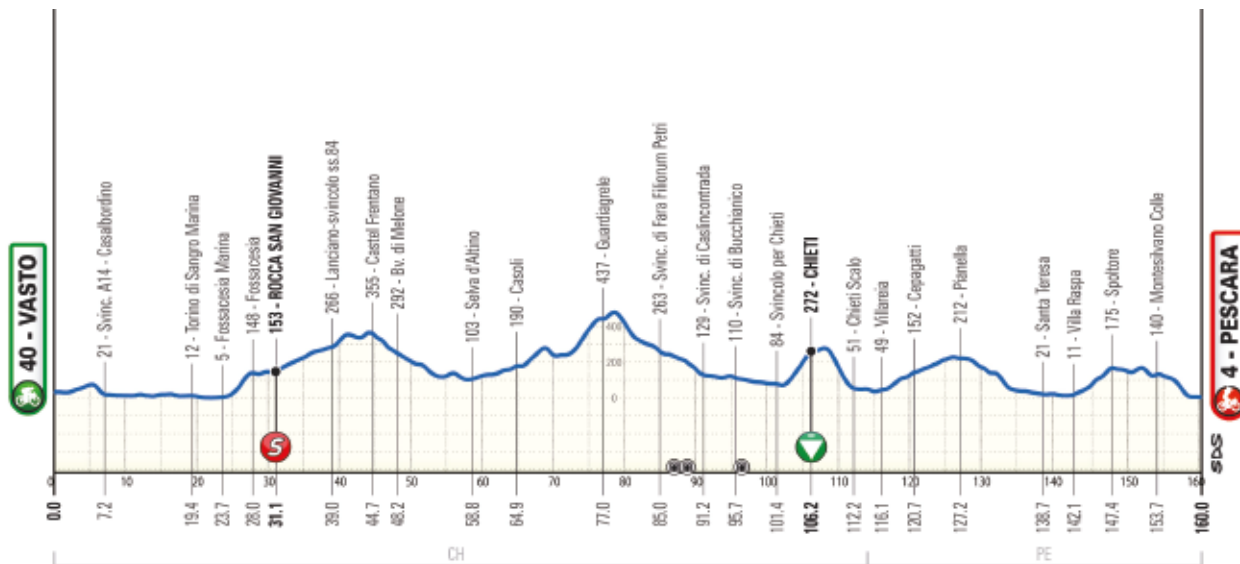 40 - VASTO
21 - Svinc. A14 - Casalbordino
12 - Torino di Sangro Marina
5 - Fossacesia Marina
148 - Fossacesia
153 - ROCCA SAN GIOVANNI
266 - Lanciano-svincolo ss.84
355 - Castel Frentano
292 - Bv. di Melone
103 - Selva d'Altino
190 - Casoli
437 - Guardiagrele
263 - Svinc. di Fara Filiorum Petri
129 - Svinc. di Caslincontrada
110 - Svinc. di Bucchianico
84 - Svincolo per Chieti
272 - CHIETI
51 - Chieti Scalo
49 - Villareia
152 - Cepagatti
212 - Pianella
21 - Santa Teresa
11 - Villa Raspa
175 - Spoltore
140 - Montesilvano Colle
4 - PESCARA
400
200
0
S
SDS
0 10 20 30 40 50 60 70 80 90 100 110 120 130 140 150 160
0.0 7.2 19.4 23.7 28.0 31.1 39.0 44.7 48.2 58.8 64.9 77.0 85.0 91.2 95.7 101.4 106.2 112.2 116.1 120.7 127.2 138.7 142.1 147.4 153.7 160.0
CH PE